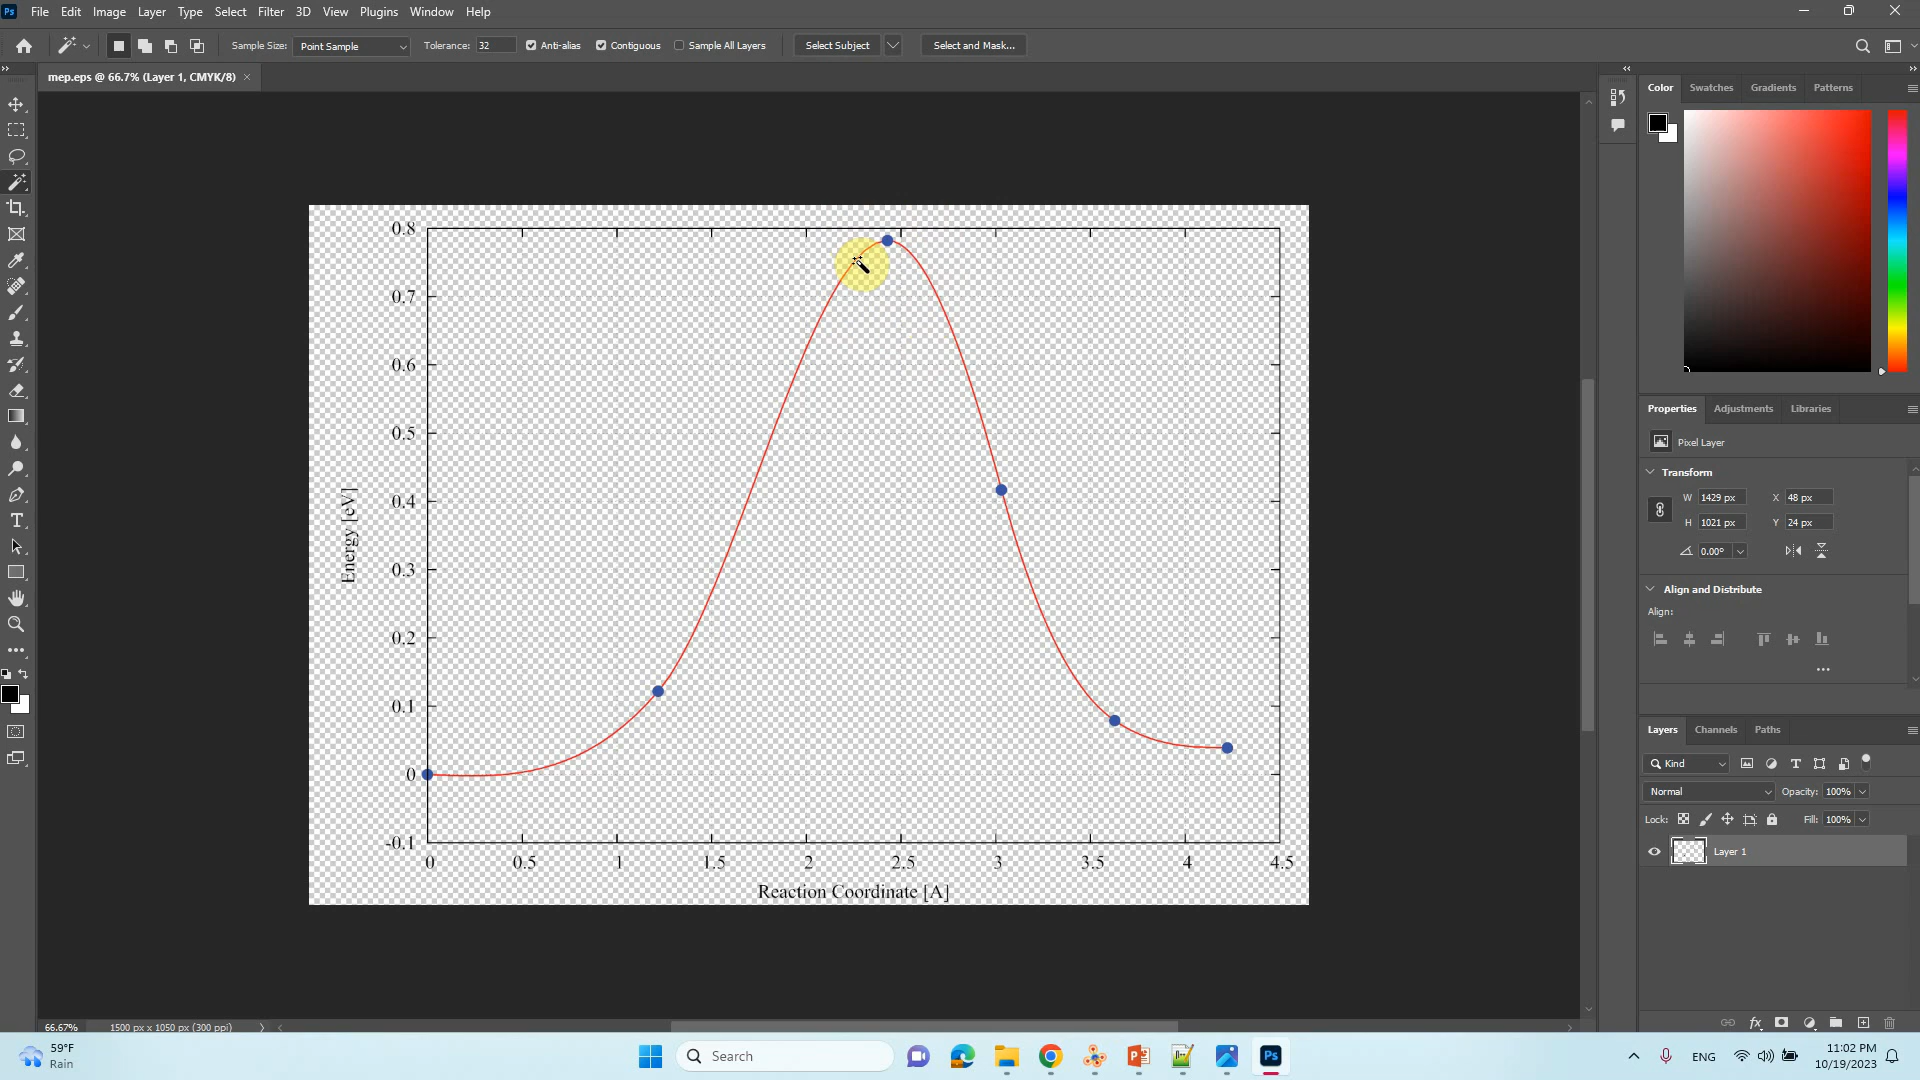 Ps File Edit Image Layer Type Select Filter 3D View Plugins Window Help
Sample Size: Point Sample Tolerance: 32 Anti-alias Contiguous Sample All Layers Select Subject Select and Mask...
mep.eps @ 66.7% (Layer 1, CMYK/8) ×
Color Swatches Gradients Patterns
0.8
0.7
0.6
0.5
0.4
0.3
0.2
0.1
0
-0.1
Energy [eV]
0 0.5 1 1.5 2 2.5 3 3.5 4 4.5
Reaction Coordinate [A]
Properties Adjustments Libraries
Pixel Layer
Transform
W 1429 px X 48 px
H 1021 px Y 24 px
0.00°
Align and Distribute
Align:
Layers Channels Paths
Kind
Normal Opacity: 100%
Lock: Fill: 100%
Layer 1
fx
66.67% 1500 px x 1050 px (300 ppi)
59°F
Rain
Search
Ps
ENG
11:02 PM
10/19/2023